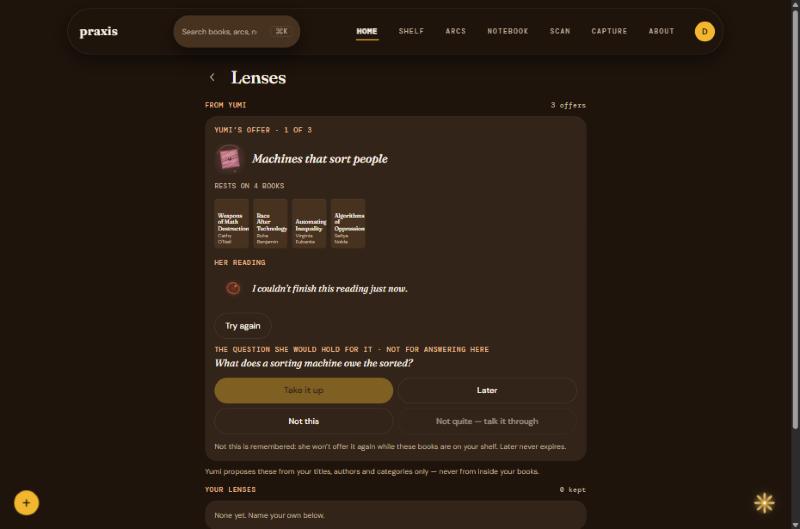 praxis
Search books, arcs, n
⌘K
HOME
SHELF
ARCS
NOTEBOOK
SCAN
CAPTURE
ABOUT
D
Lenses
FROM YUMI
3 offers
YUMI'S OFFER · 1 OF 3
Machines that sort people
RESTS ON 4 BOOKS
Weapons
of Math
Destruction
Cathy
O'Neil
Race
After
Technology
Ruha
Benjamin
Automating
Inequality
Virginia
Eubanks
Algorithms
of
Oppression
Safiya
Noble
HER READING
I couldn't finish this reading just now.
Try again
THE QUESTION SHE WOULD HOLD FOR IT · NOT FOR ANSWERING HERE
What does a sorting machine owe the sorted?
Take it up
Later
Not this
Not quite — talk it through
Not this is remembered: she won't offer it again while these books are on your shelf. Later never expires.
Yumi proposes these from your titles, authors and categories only — never from inside your books.
YOUR LENSES
0 kept
None yet. Name your own below.